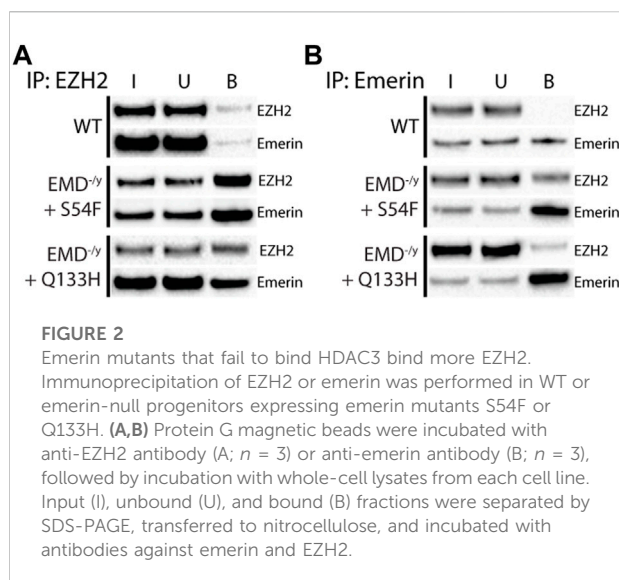 A
B
IP: EZH2 I U B
IP: Emerin I U B
WT
EZH2
Emerin
EMD-/y
+ S54F
EZH2
Emerin
EMD-/y
+ Q133H
EZH2
Emerin
WT
EZH2
Emerin
EMD-/y
+ S54F
EZH2
Emerin
EMD-/y
+ Q133H
EZH2
Emerin
FIGURE 2
Emerin mutants that fail to bind HDAC3 bind more EZH2.
Immunoprecipitation of EZH2 or emerin was performed in WT or
emerin-null progenitors expressing emerin mutants S54F or
Q133H. (A,B) Protein G magnetic beads were incubated with
anti-EZH2 antibody (A; n = 3) or anti-emerin antibody (B; n = 3),
followed by incubation with whole-cell lysates from each cell line.
Input (I), unbound (U), and bound (B) fractions were separated by
SDS-PAGE, transferred to nitrocellulose, and incubated with
antibodies against emerin and EZH2.